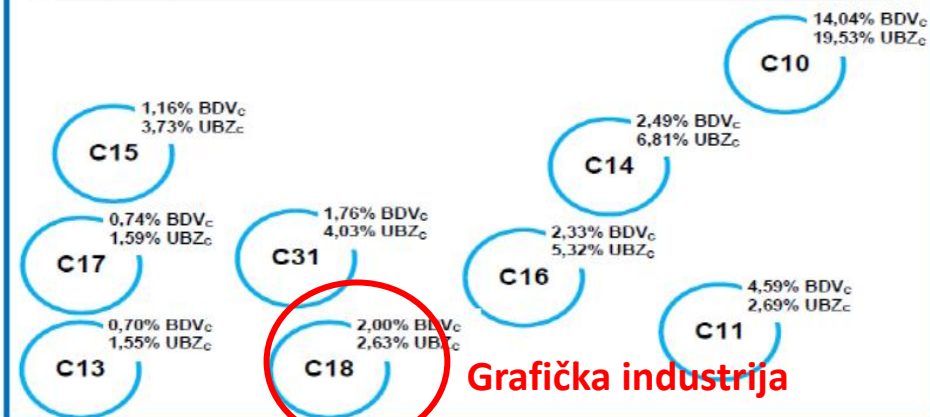 14,04% BDVc
19,53% UBZc
C10
1,16% BDVc
3,73% UBZc
C15
2,49% BDVc
6,81% UBZc
C14
0,74% BDVc
1,59% UBZc
C17
1,76% BDVc
4,03% UBZc
C31
2,33% BDVc
5,32% UBZc
C16
4,59% BDVc
2,69% UBZc
C11
0,70% BDVc
1,55% UBZc
C13
2,00% BDVc
2,63% UBZc
C18
Grafička industrija